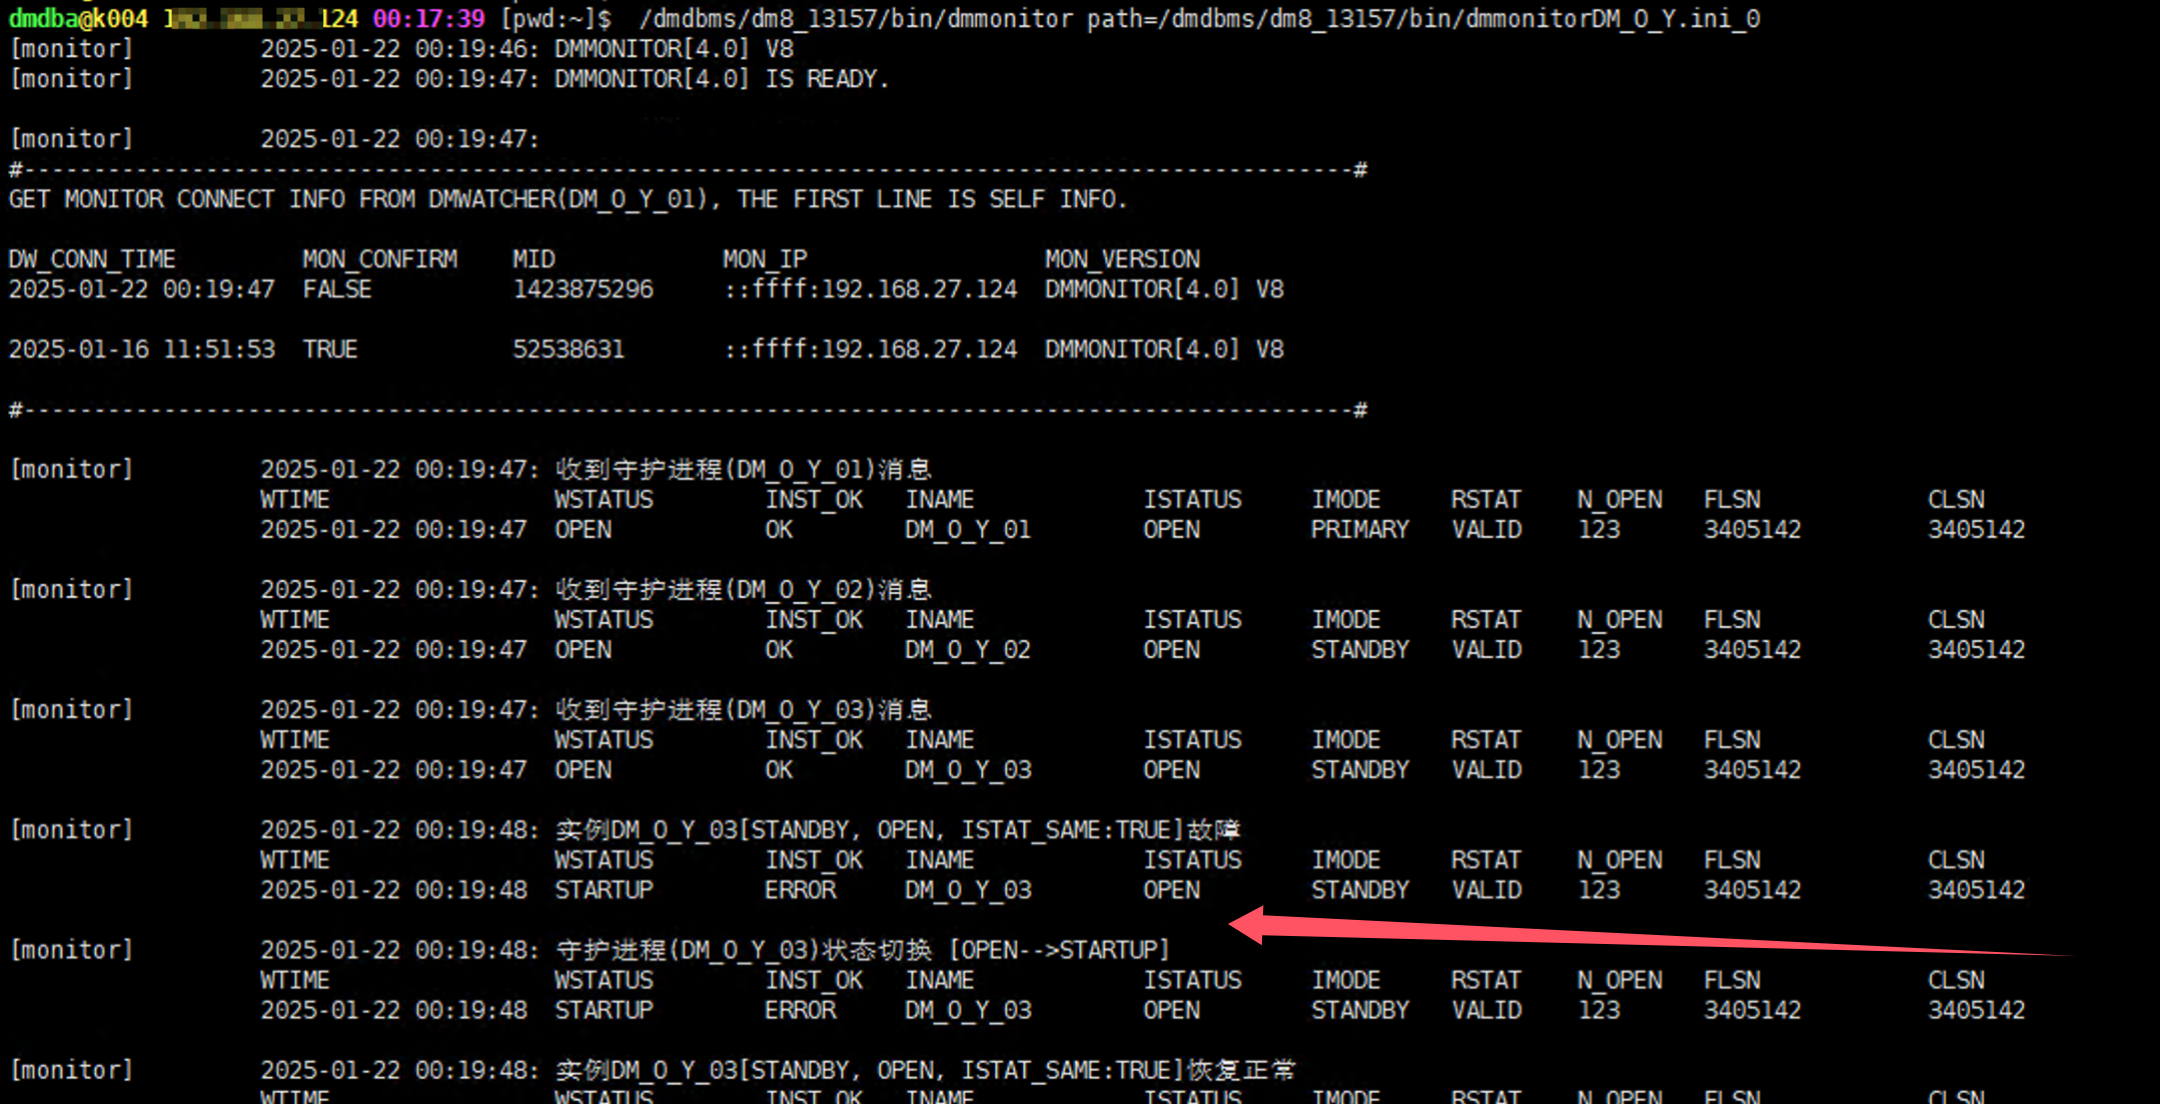 dmdba@k004 124 00:17:39 [pwd:~]$ /dmdbms/dm8_13157/bin/dmmonitor path=/dmdbms/dm8_13157/bin/dmmonitorDM_O_Y.ini_0
[monitor] 2025-01-22 00:19:46: DMMONITOR[4.0] V8
[monitor] 2025-01-22 00:19:47: DMMONITOR[4.0] IS READY.
[monitor] 2025-01-22 00:19:47:
#-----------------------------------------------------------------------------------------------#
GET MONITOR CONNECT INFO FROM DMWATCHER(DM_O_Y_01), THE FIRST LINE IS SELF INFO.
DW_CONN_TIME MON_CONFIRM MID MON_IP MON_VERSION
2025-01-22 00:19:47 FALSE 1423875296 ::ffff:192.168.27.124 DMMONITOR[4.0] V8
2025-01-16 11:51:53 TRUE 52538631 ::ffff:192.168.27.124 DMMONITOR[4.0] V8
#-----------------------------------------------------------------------------------------------#
[monitor] 2025-01-22 00:19:47: 收到守护进程(DM_O_Y_01)消息
WTIME WSTATUS INST_OK INAME ISTATUS IMODE RSTAT N_OPEN FLSN CLSN
2025-01-22 00:19:47 OPEN OK DM_O_Y_01 OPEN PRIMARY VALID 123 3405142 3405142
[monitor] 2025-01-22 00:19:47: 收到守护进程(DM_O_Y_02)消息
WTIME WSTATUS INST_OK INAME ISTATUS IMODE RSTAT N_OPEN FLSN CLSN
2025-01-22 00:19:47 OPEN OK DM_O_Y_02 OPEN STANDBY VALID 123 3405142 3405142
[monitor] 2025-01-22 00:19:47: 收到守护进程(DM_O_Y_03)消息
WTIME WSTATUS INST_OK INAME ISTATUS IMODE RSTAT N_OPEN FLSN CLSN
2025-01-22 00:19:47 OPEN OK DM_O_Y_03 OPEN STANDBY VALID 123 3405142 3405142
[monitor] 2025-01-22 00:19:48: 实例DM_O_Y_03[STANDBY, OPEN, ISTAT_SAME:TRUE]故障
WTIME WSTATUS INST_OK INAME ISTATUS IMODE RSTAT N_OPEN FLSN CLSN
2025-01-22 00:19:48 STARTUP ERROR DM_O_Y_03 OPEN STANDBY VALID 123 3405142 3405142
[monitor] 2025-01-22 00:19:48: 守护进程(DM_O_Y_03)状态切换 [OPEN-->STARTUP]
WTIME WSTATUS INST_OK INAME ISTATUS IMODE RSTAT N_OPEN FLSN CLSN
2025-01-22 00:19:48 STARTUP ERROR DM_O_Y_03 OPEN STANDBY VALID 123 3405142 3405142
[monitor] 2025-01-22 00:19:48: 实例DM_O_Y_03[STANDBY, OPEN, ISTAT_SAME:TRUE]恢复正常
WTIME WSTATUS INST_OK INAME ISTATUS IMODE RSTAT N_OPEN FLSN CLSN